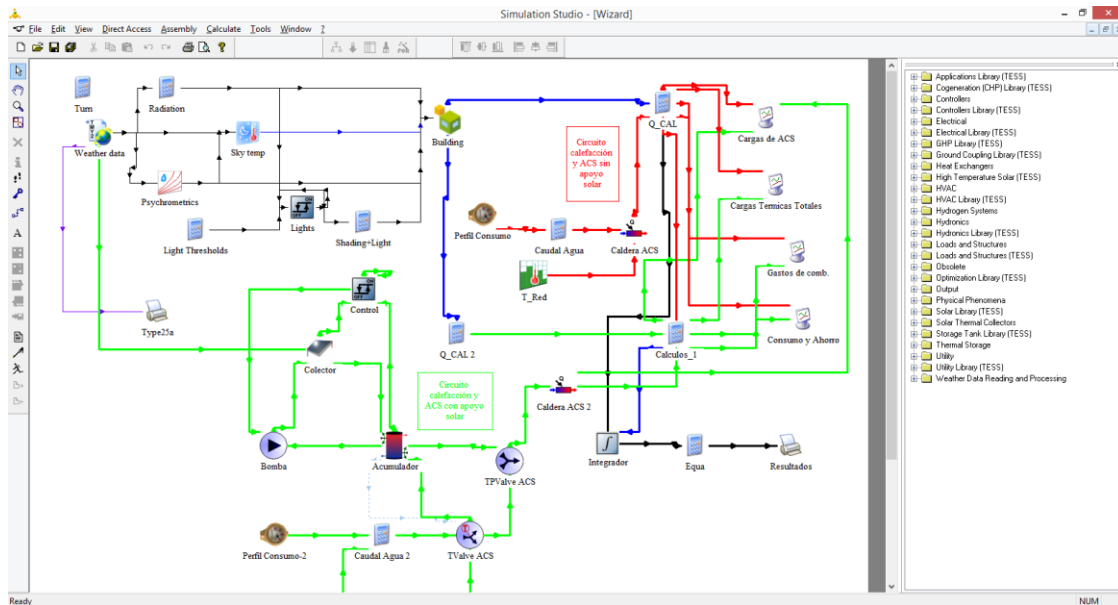 Simulation Studio - [Wizard]
File Edit View Direct Access Assembly Calculate Tools Window ?
Turn
Radiation
Weather data
Sky temp
Building
Psychrometrics
Light Thresholds
Lights
Shading+Light
Type25a
Control
Colector
Bomba
Acumulador
Circuito
calefacción
y ACS con apoyo
solar
Circuito
calefacción
y ACS sin
apoyo
solar
Q_CAL
Cargas de ACS
Cargas Termicas Totales
Perfil Consumo
Caudal Agua
Caldera ACS
T_Red
Gastos de comb.
Consumo y Ahorro
Q_CAL 2
Calculos_1
Caldera ACS 2
TPValve ACS
Integrador
Equa
Resultados
Perfil Consumo-2
Caudal Agua 2
TValve ACS
Applications Library (TESS)
Cogeneration (CHP) Library (TESS)
Controllers
Controllers Library (TESS)
Electrical
Electrical Library (TESS)
GHP Library (TESS)
Ground Coupling Library (TESS)
Heat Exchangers
High Temperature Solar (TESS)
HVAC
HVAC Library (TESS)
Hydrogen Systems
Hydronics
Hydronics Library (TESS)
Loads and Structures
Loads and Structures (TESS)
Obsolete
Optimization Library (TESS)
Output
Physical Phenomena
Solar Library (TESS)
Solar Thermal Collectors
Storage Tank Library (TESS)
Thermal Storage
Utility
Utility Library (TESS)
Weather Data Reading and Processing
Ready
NUM